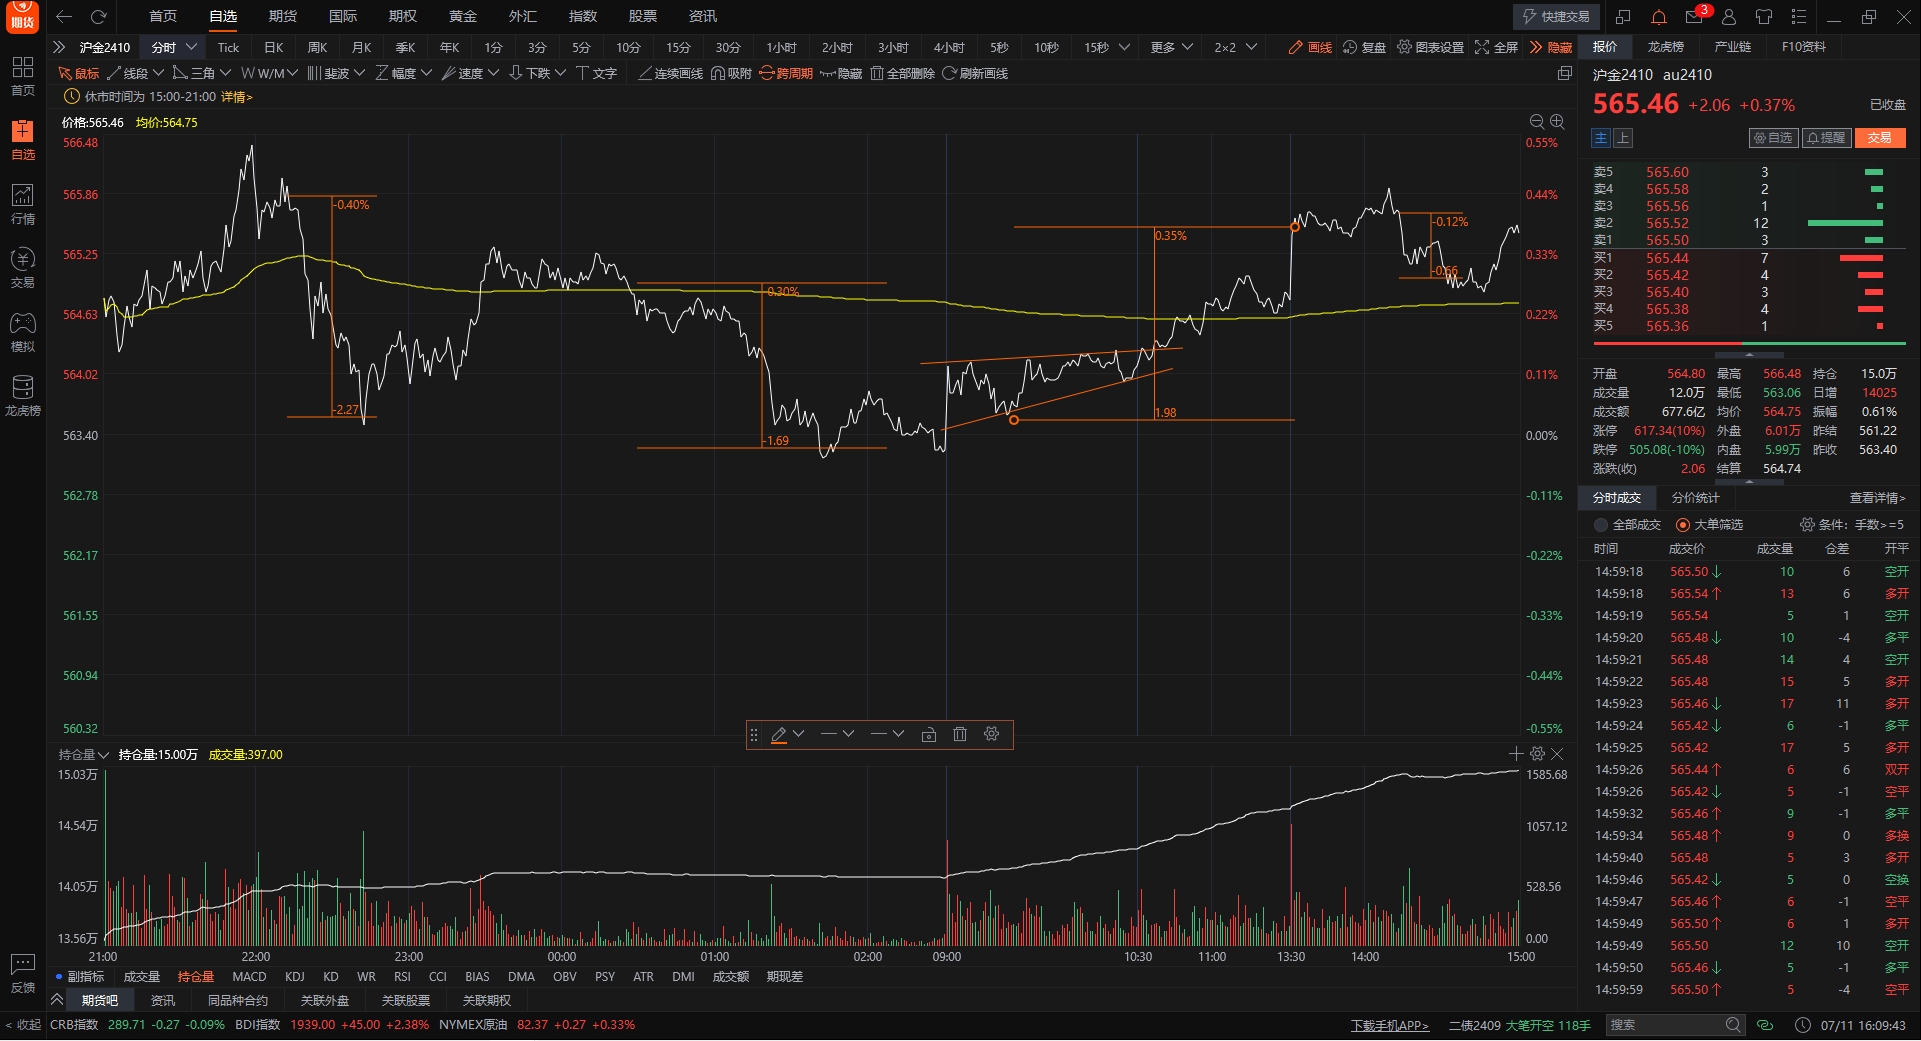 期货
首页 自选 期货 国际 期权 黄金 外汇 指数 股票 资讯
快捷交易 3
沪金2410 分时 Tick 日K 周K 月K 季K 年K 1分 3分 5分 10分 15分 30分 1小时 2小时 3小时 4小时 5秒 10秒 15秒 更多 2×2 画线 复盘 图表设置 全屏 隐藏
鼠标 线段 三角 W/M 斐波 幅度 速度 下跌 文字 连续画线 吸附 跨周期 隐藏 全部删除 刷新画线
休市时间为 15:00-21:00 详情>
价格:565.46 均价:564.75
首页
自选
行情
交易
模拟
龙虎榜
反馈
< 收起
566.48 0.55%
565.86 0.44%
565.25 0.33%
564.63 0.22%
564.02 0.11%
563.40 0.00%
562.78 -0.11%
562.17 -0.22%
561.55 -0.33%
560.94 -0.44%
560.32 -0.55%
-0.40%
-2.27
-0.30%
-1.69
0.35%
1.98
-0.12%
-0.66
持仓量 持仓量:15.00万 成交量:397.00
15.03万 1585.68
14.54万 1057.12
14.05万 528.56
13.56万 0.00
21:00 22:00 23:00 00:00 01:00 02:00 09:00 10:30 11:00 13:30 14:00 15:00
副指标 成交量 持仓量 MACD KDJ KD WR RSI CCI BIAS DMA OBV PSY ATR DMI 成交额 期现差
期货吧 资讯 同品种合约 关联外盘 关联股票 关联期权
CRB指数 289.71 -0.27 -0.09% BDI指数 1939.00 +45.00 +2.38% NYMEX原油 82.37 +0.27 +0.33%
下载手机APP> 二债2409 大笔开空 118手 搜索 07/11 16:09:43
报价 龙虎榜 产业链 F10资料
沪金2410 au2410
565.46 +2.06 +0.37% 已收盘
主 上 自选 提醒 交易
卖5 565.60 3
卖4 565.58 2
卖3 565.56 1
卖2 565.52 12
卖1 565.50 3
买1 565.44 7
买2 565.42 4
买3 565.40 3
买4 565.38 4
买5 565.36 1
开盘 564.80 最高 566.48 持仓 15.0万
成交量 12.0万 最低 563.06 日增 14025
成交额 677.6亿 均价 564.75 振幅 0.61%
涨停 617.34(10%) 外盘 6.01万 昨结 561.22
跌停 505.08(-10%) 内盘 5.99万 昨收 563.40
涨跌(收) 2.06 结算 564.74
分时成交 分价统计 查看详情>
全部成交 大单筛选 条件: 手数>=5
时间 成交价 成交量 仓差 开平
14:59:18 565.50↓ 10 6 空开
14:59:18 565.54↑ 13 6 多开
14:59:19 565.54 5 1 空开
14:59:20 565.48↓ 10 -4 多平
14:59:21 565.48 14 4 空开
14:59:22 565.48 15 5 多开
14:59:23 565.46↓ 17 11 多开
14:59:24 565.42↓ 6 -1 多平
14:59:25 565.42 17 5 多开
14:59:26 565.44↑ 6 6 双开
14:59:26 565.42↓ 5 -1 空平
14:59:32 565.46↑ 9 -1 多平
14:59:34 565.48↑ 9 0 多换
14:59:40 565.48 5 3 多开
14:59:46 565.42↓ 5 0 空换
14:59:47 565.46↑ 6 -1 空平
14:59:49 565.50↑ 6 1 多开
14:59:49 565.50 12 10 空开
14:59:50 565.46↓ 5 -1 多平
14:59:59 565.50↑ 5 -4 空平